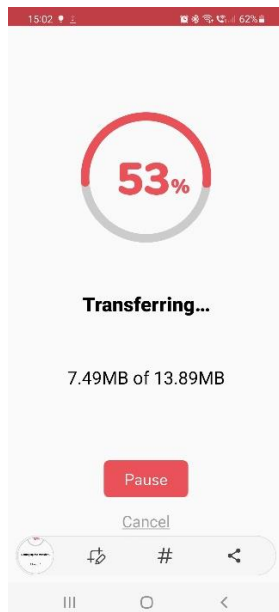 15:02 62%
53%
Transferring...
7.49MB of 13.89MB
Pause
Cancel
#